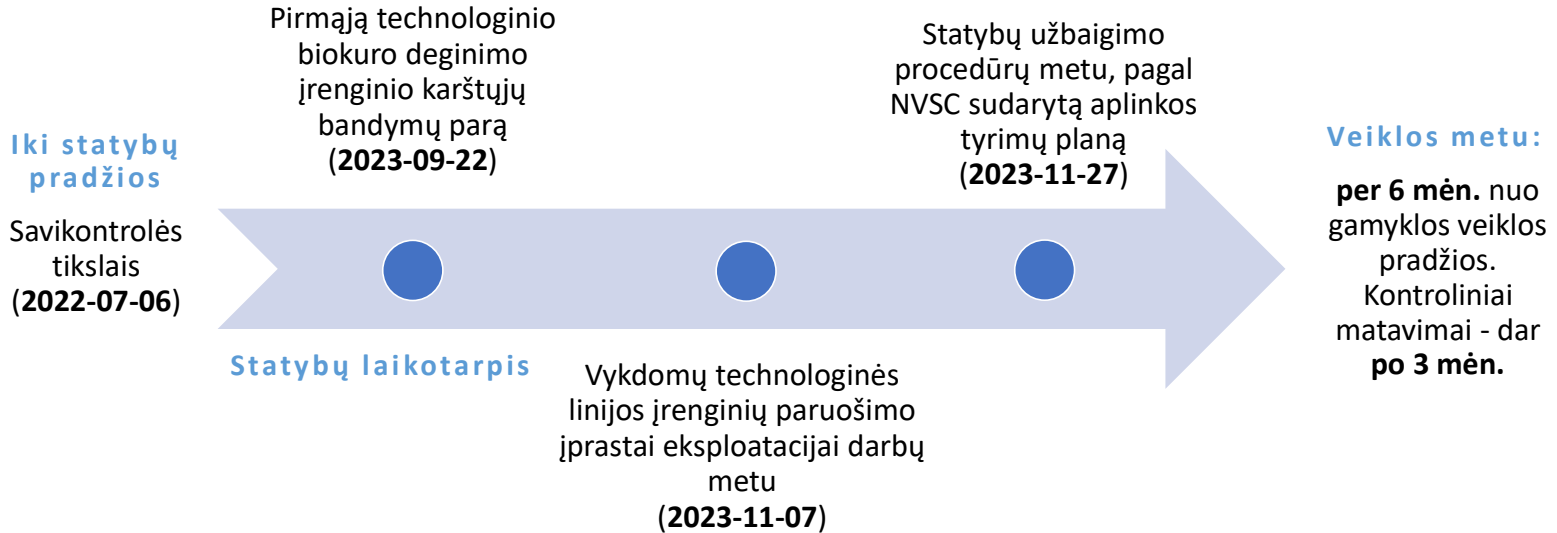 Iki statybų
pradžios
Savikontrolės
tikslais
(2022-07-06)
Pirmąją technologinio
biokuro deginimo
įrenginio karštųjų
bandymų parą
(2023-09-22)
Statybų laikotarpis
Vykdomų technologinės
linijos įrenginių paruošimo
įprastai eksploatacijai darbų
metu
(2023-11-07)
Statybų užbaigimo
procedūrų metu, pagal
NVSC sudarytą aplinkos
tyrimų planą
(2023-11-27)
Veiklos metu:
per 6 mėn. nuo
gamyklos veiklos
pradžios.
Kontroliniai
matavimai - dar
po 3 mėn.